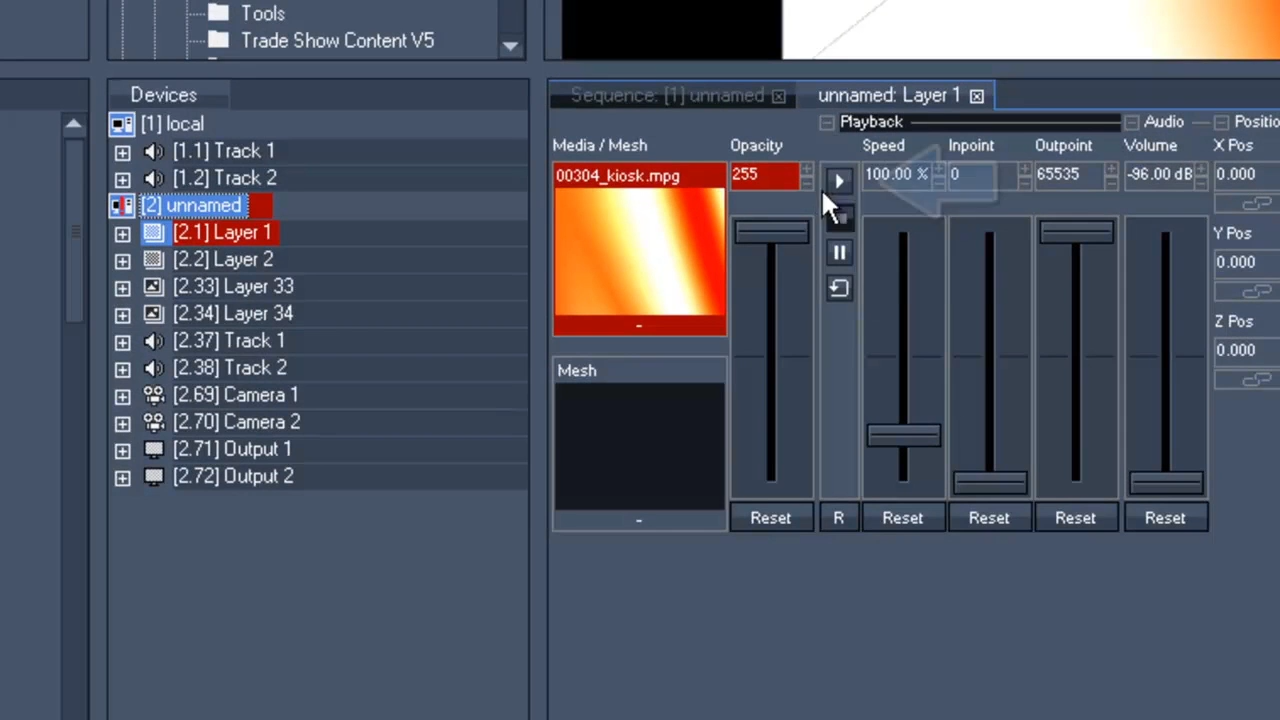 Tools
Trade Show Content V5
Devices
[1] local
[1.1] Track 1
[1.2] Track 2
[2] unnamed
[2.1] Layer 1
[2.2] Layer 2
[2.33] Layer 33
[2.34] Layer 34
[2.37] Track 1
[2.38] Track 2
[2.69] Camera 1
[2.70] Camera 2
[2.71] Output 1
[2.72] Output 2
Sequence: [1] unnamed
unnamed: Layer 1
Playback Audio Positio
Media / Mesh Opacity Speed Inpoint Outpoint Volume X Pos
00304_kiosk.mpg 255 100.00 % 0 65535 -96.00 dB 0.000
Y Pos
0.000
Z Pos
0.000
-
Mesh
-
Reset R Reset Reset Reset Reset